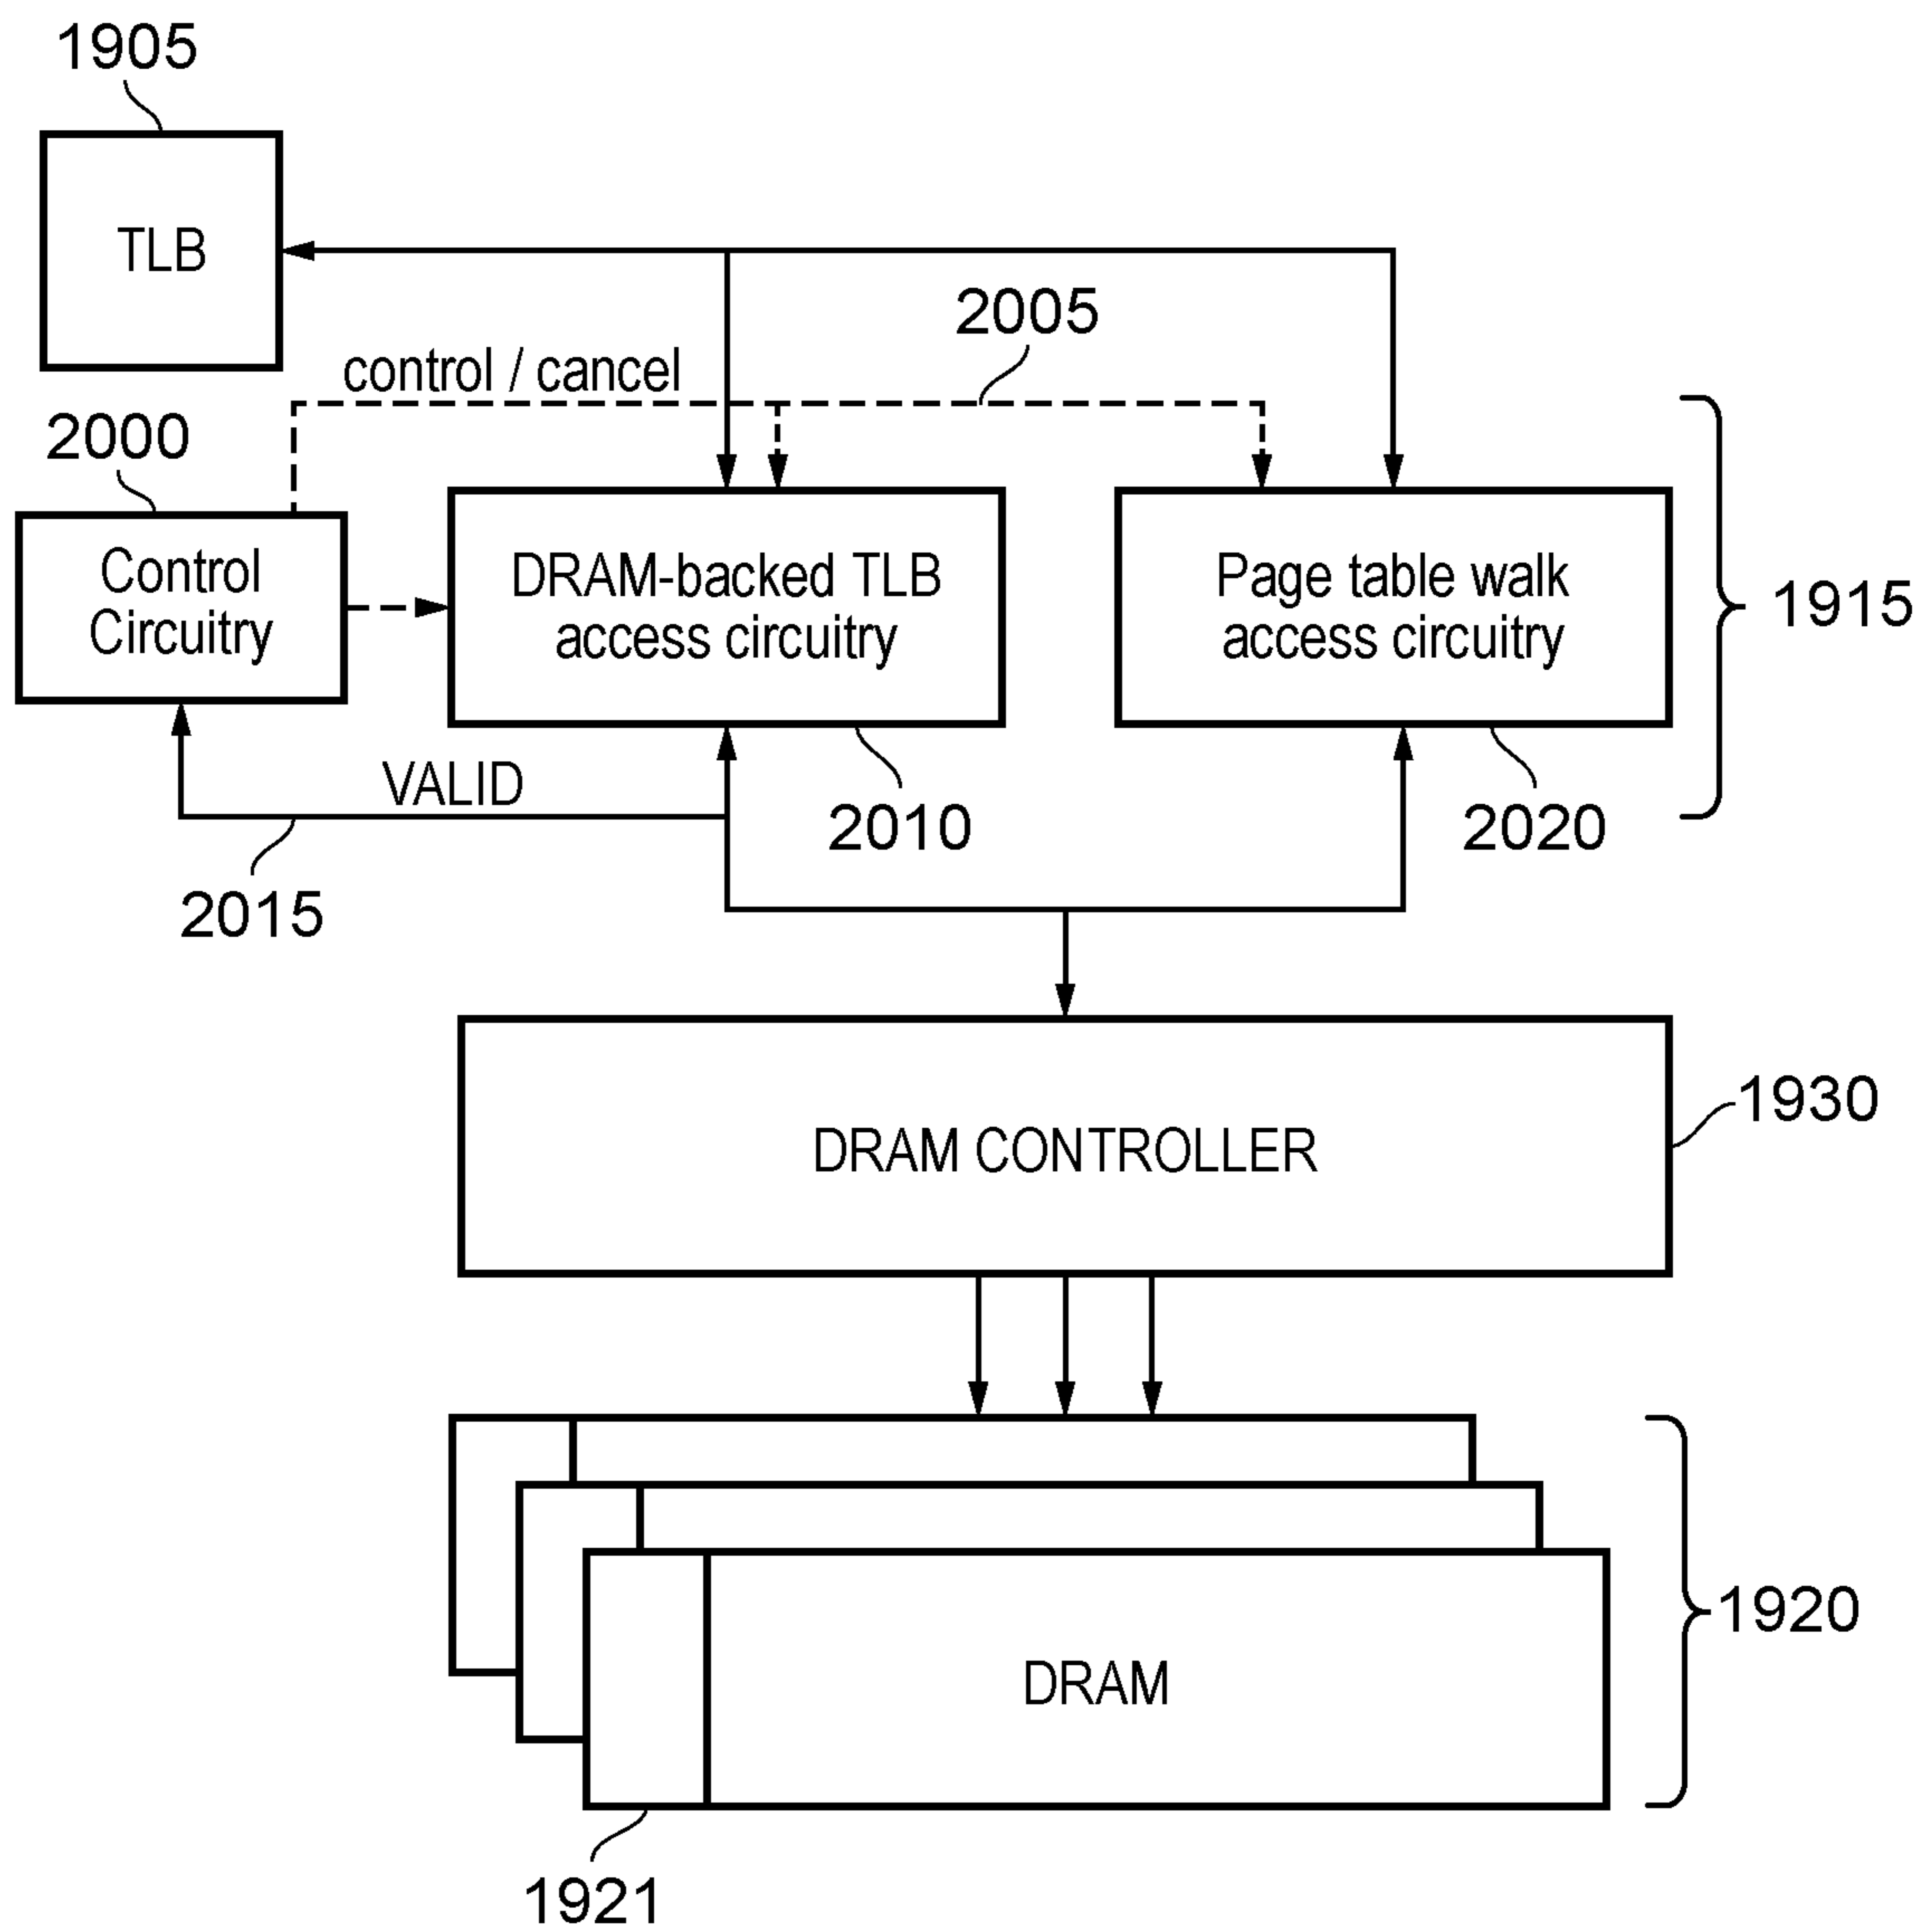 1905
TLB
2005
control / cancel
2000
Control
Circuitry
DRAM-backed TLB
access circuitry
Page table walk
access circuitry
1915
VALID
2010
2020
2015
DRAM CONTROLLER
1930
1920
DRAM
1921